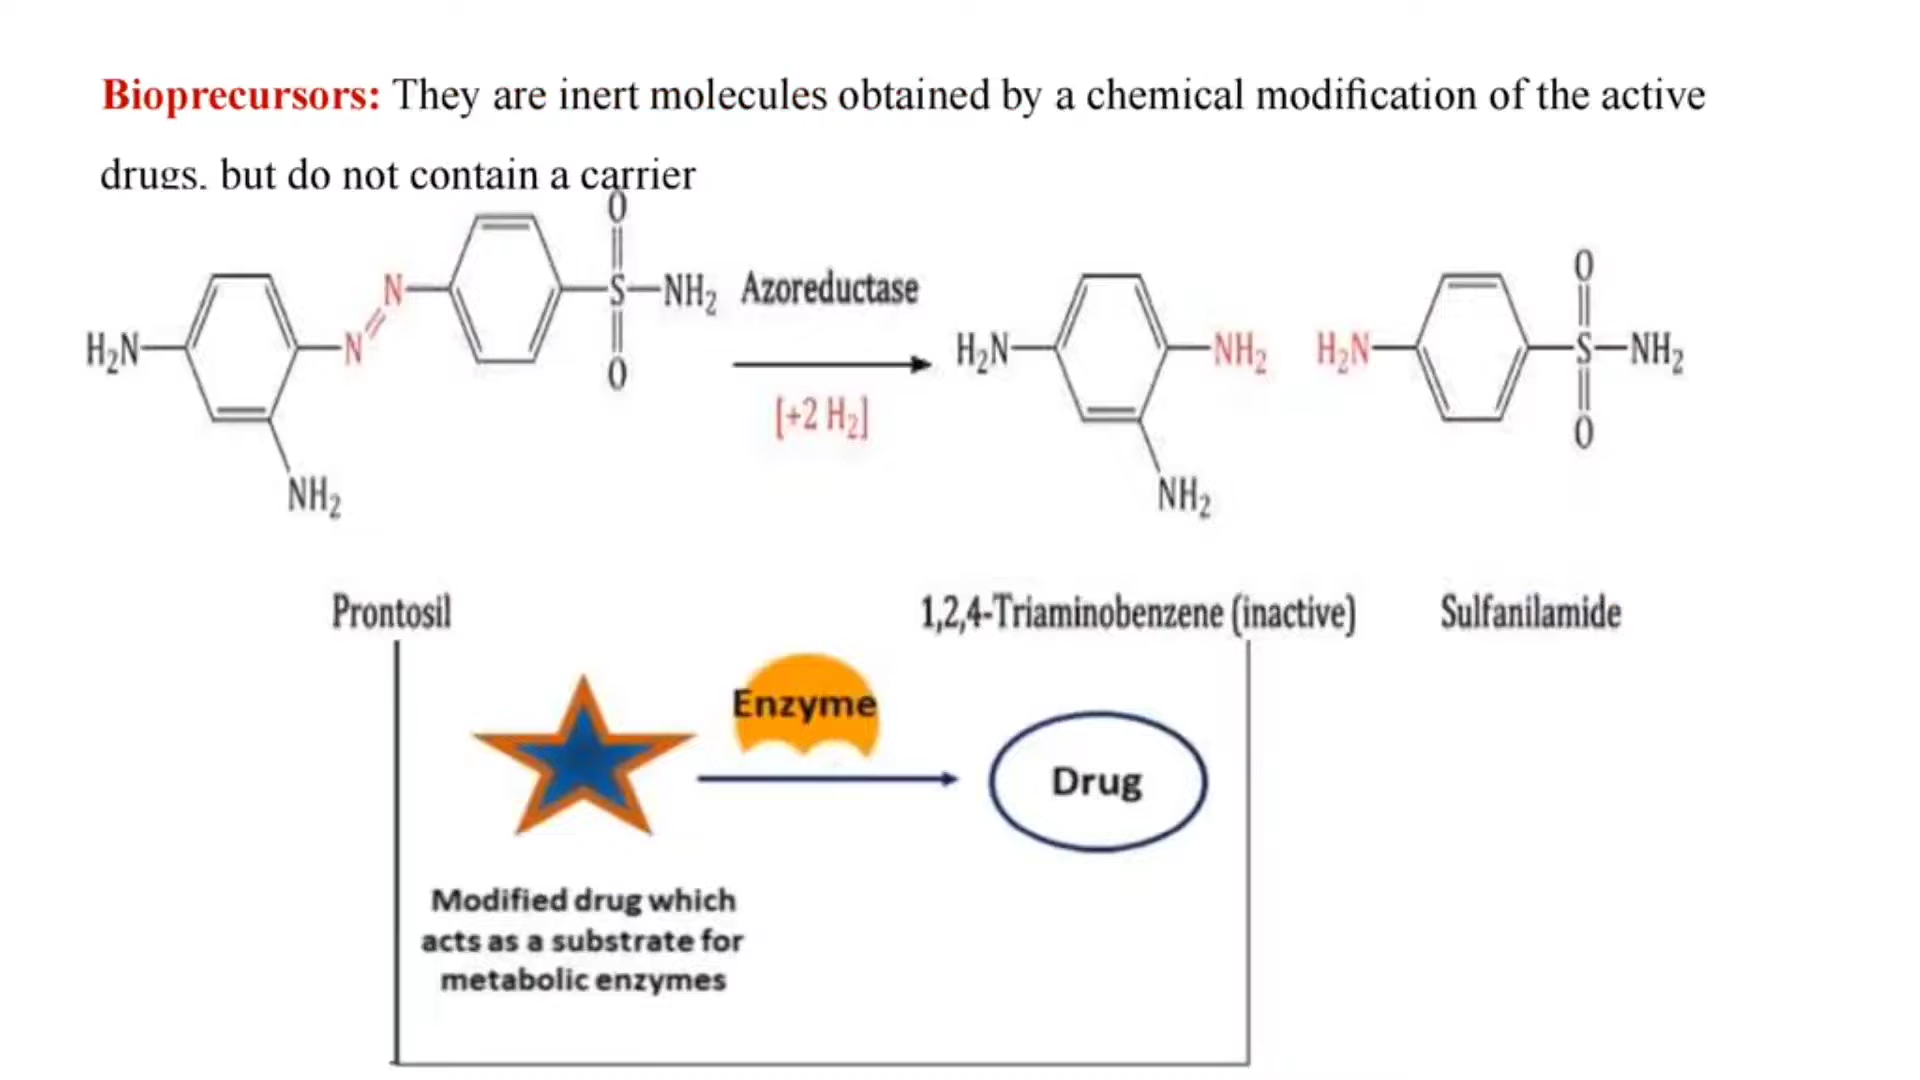 Bioprecursors: They are inert molecules obtained by a chemical modification of the active
drugs, but do not contain a carrier
H₂N N N NH₂ O S NH₂ O Azoreductase [+2 H₂] H₂N NH₂ NH₂ H₂N O S NH₂ O
Prontosil 1,2,4-Triaminobenzene (inactive) Sulfanilamide
Enzyme
Drug
Modified drug which
acts as a substrate for
metabolic enzymes